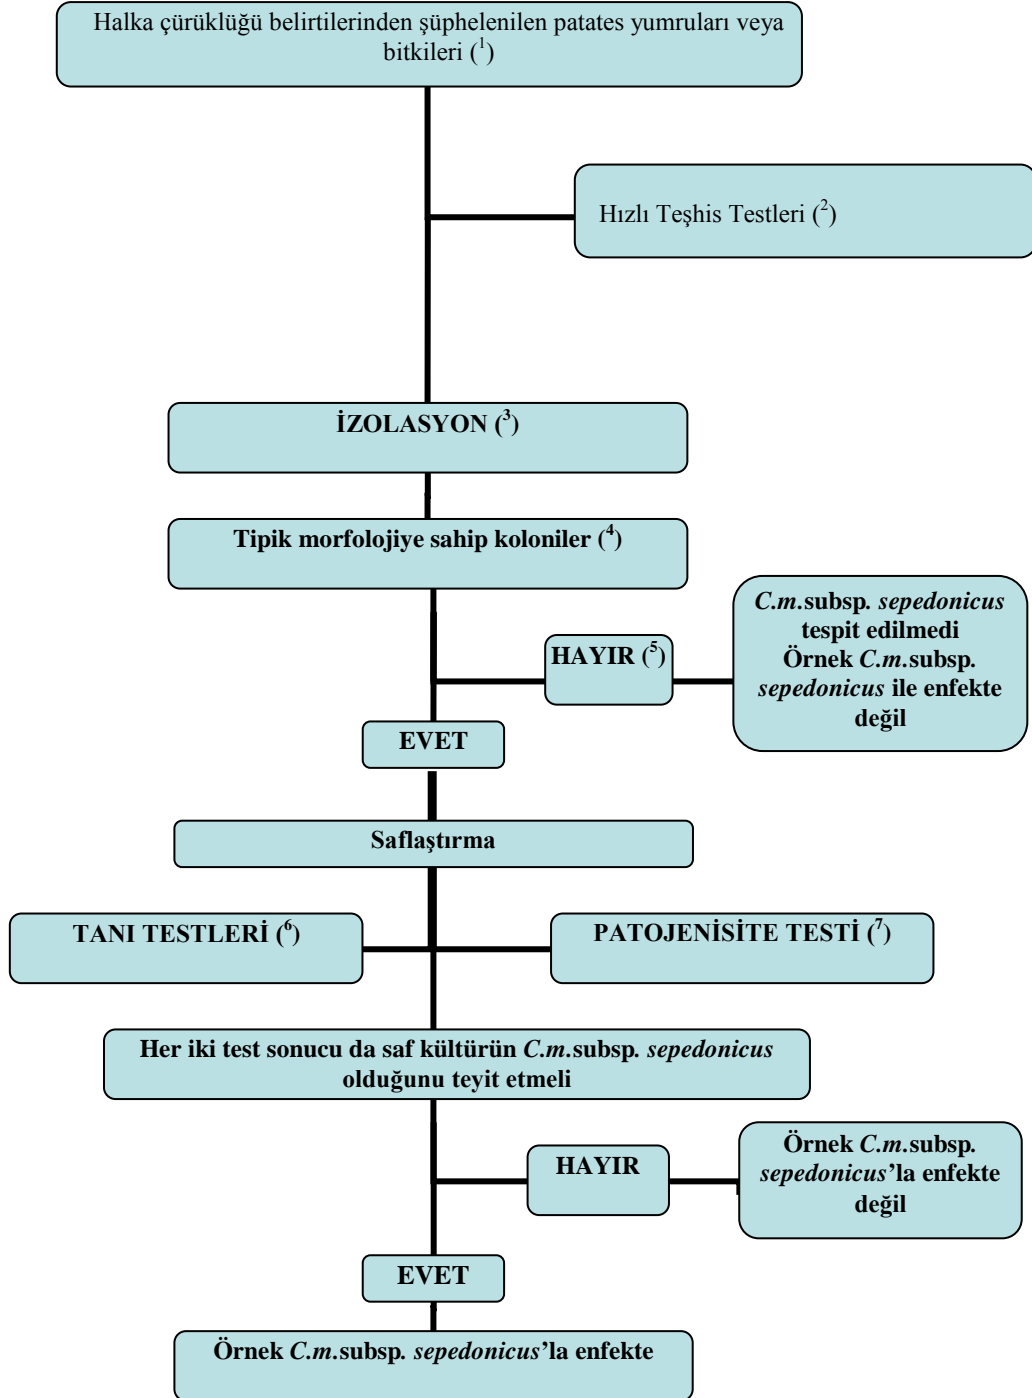 Halka çürüklüğü belirtilerinden şüphelenilen patates yumruları veya
bitkileri (1)
Hızlı Teşhis Testleri (2)
İZOLASYON (3)
Tipik morfolojiye sahip koloniler (4)
HAYIR (5)
C.m.subsp. sepedonicus
tespit edilmedi
Örnek C.m.subsp.
sepedonicus ile enfekte
değil
EVET
Saflaştırma
TANI TESTLERİ (6)
PATOJENİSİTE TESTİ (7)
Her iki test sonucu da saf kültürün C.m.subsp. sepedonicus
olduğunu teyit etmeli
HAYIR
Örnek C.m.subsp.
sepedonicus’la enfekte
değil
EVET
Örnek C.m.subsp. sepedonicus’la enfekte